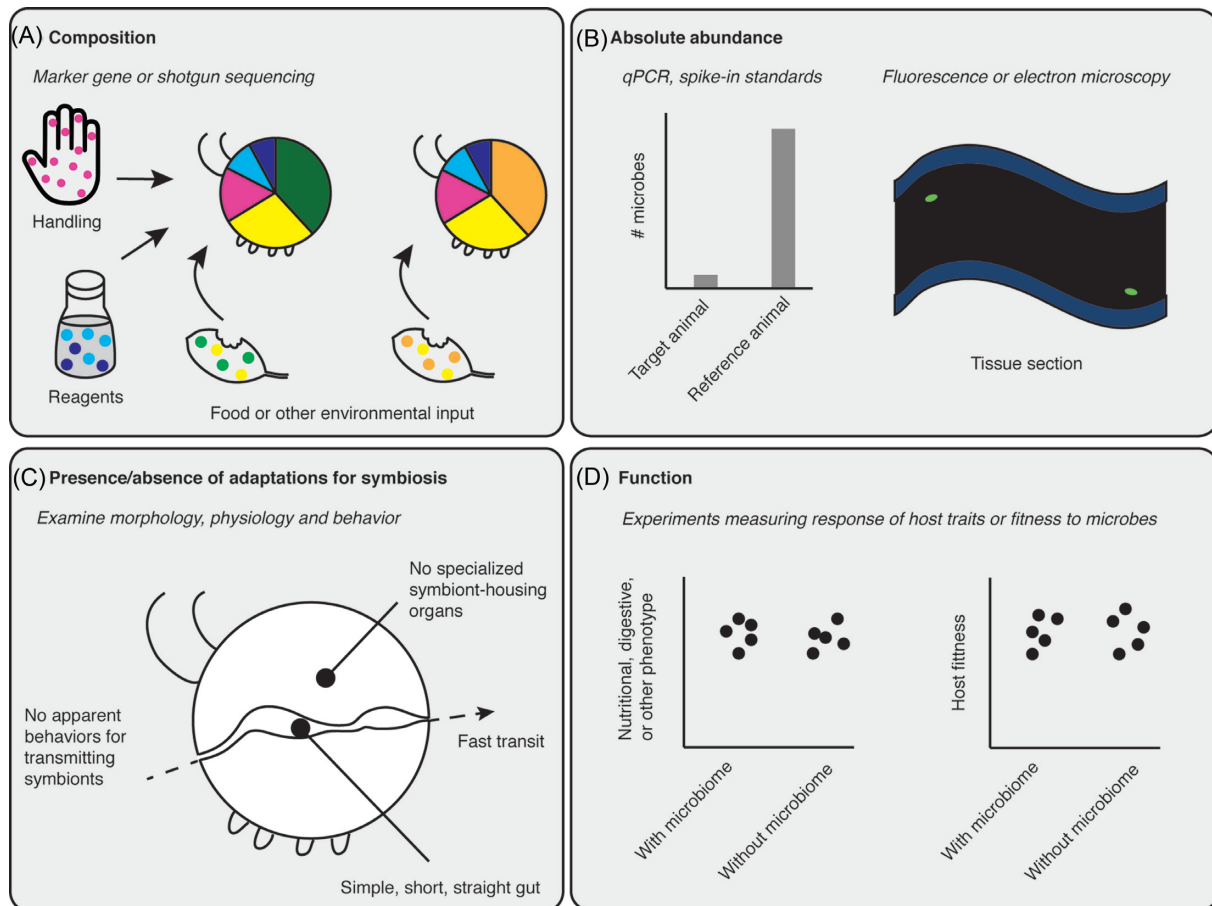 (A) Composition
Marker gene or shotgun sequencing
Handling
Reagents
Food or other environmental input
(B) Absolute abundance
qPCR, spike-in standards
# microbes
Target animal
Reference animal
Fluorescence or electron microscopy
Tissue section
(C) Presence/absence of adaptations for symbiosis
Examine morphology, physiology and behavior
No specialized
symbiont-housing
organs
No apparent
behaviors for
transmitting
symbionts
Fast transit
Simple, short, straight gut
(D) Function
Experiments measuring response of host traits or fitness to microbes
Nutritional, digestive,
or other phenotype
With microbiome
Without microbiome
Host fittness
With microbiome
Without microbiome